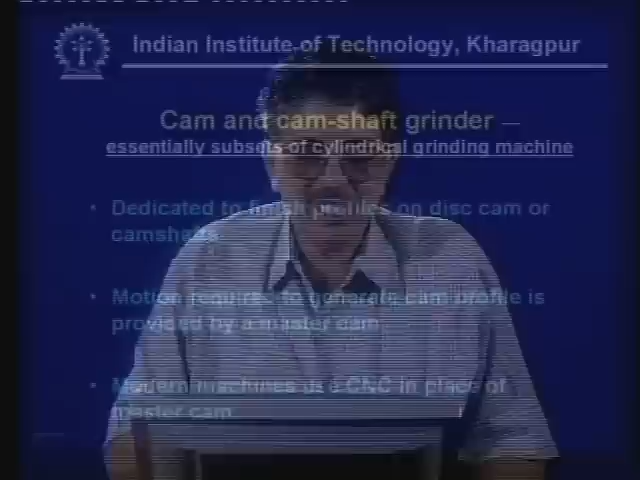 Indian Institute of Technology, Kharagpur
Cam and cam-shaft grinder —
essentially subsets of cylindrical grinding machine
• Dedicated to finish profiles on disc cam or
camshafts
• Motion required to generate cam profile is
provided by a master cam
• Modern machines use CNC in place of
master cam